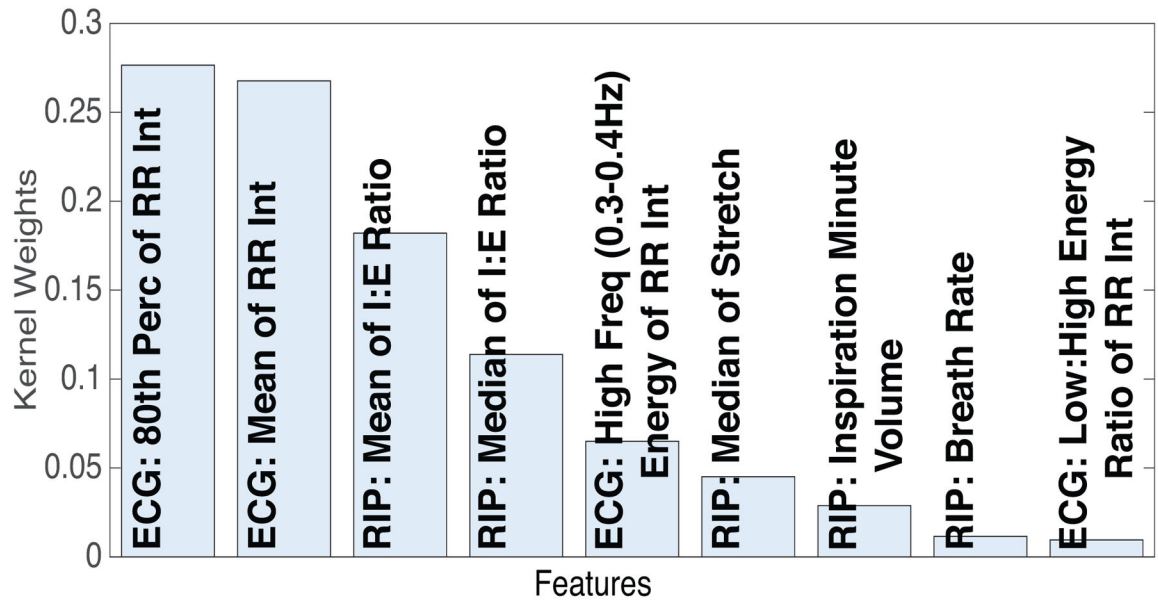 0.3
0.25
0.2
0.15
0.1
0.05
0
Kernel Weights
ECG: 80th Perc of RR Int
ECG: Mean of RR Int
RIP: Mean of I:E Ratio
RIP: Median of I:E Ratio
ECG: High Freq (0.3-0.4Hz)
Energy of RR Int
RIP: Median of Stretch
RIP: Inspiration Minute
Volume
RIP: Breath Rate
ECG: Low:High Energy
Ratio of RR Int
Features